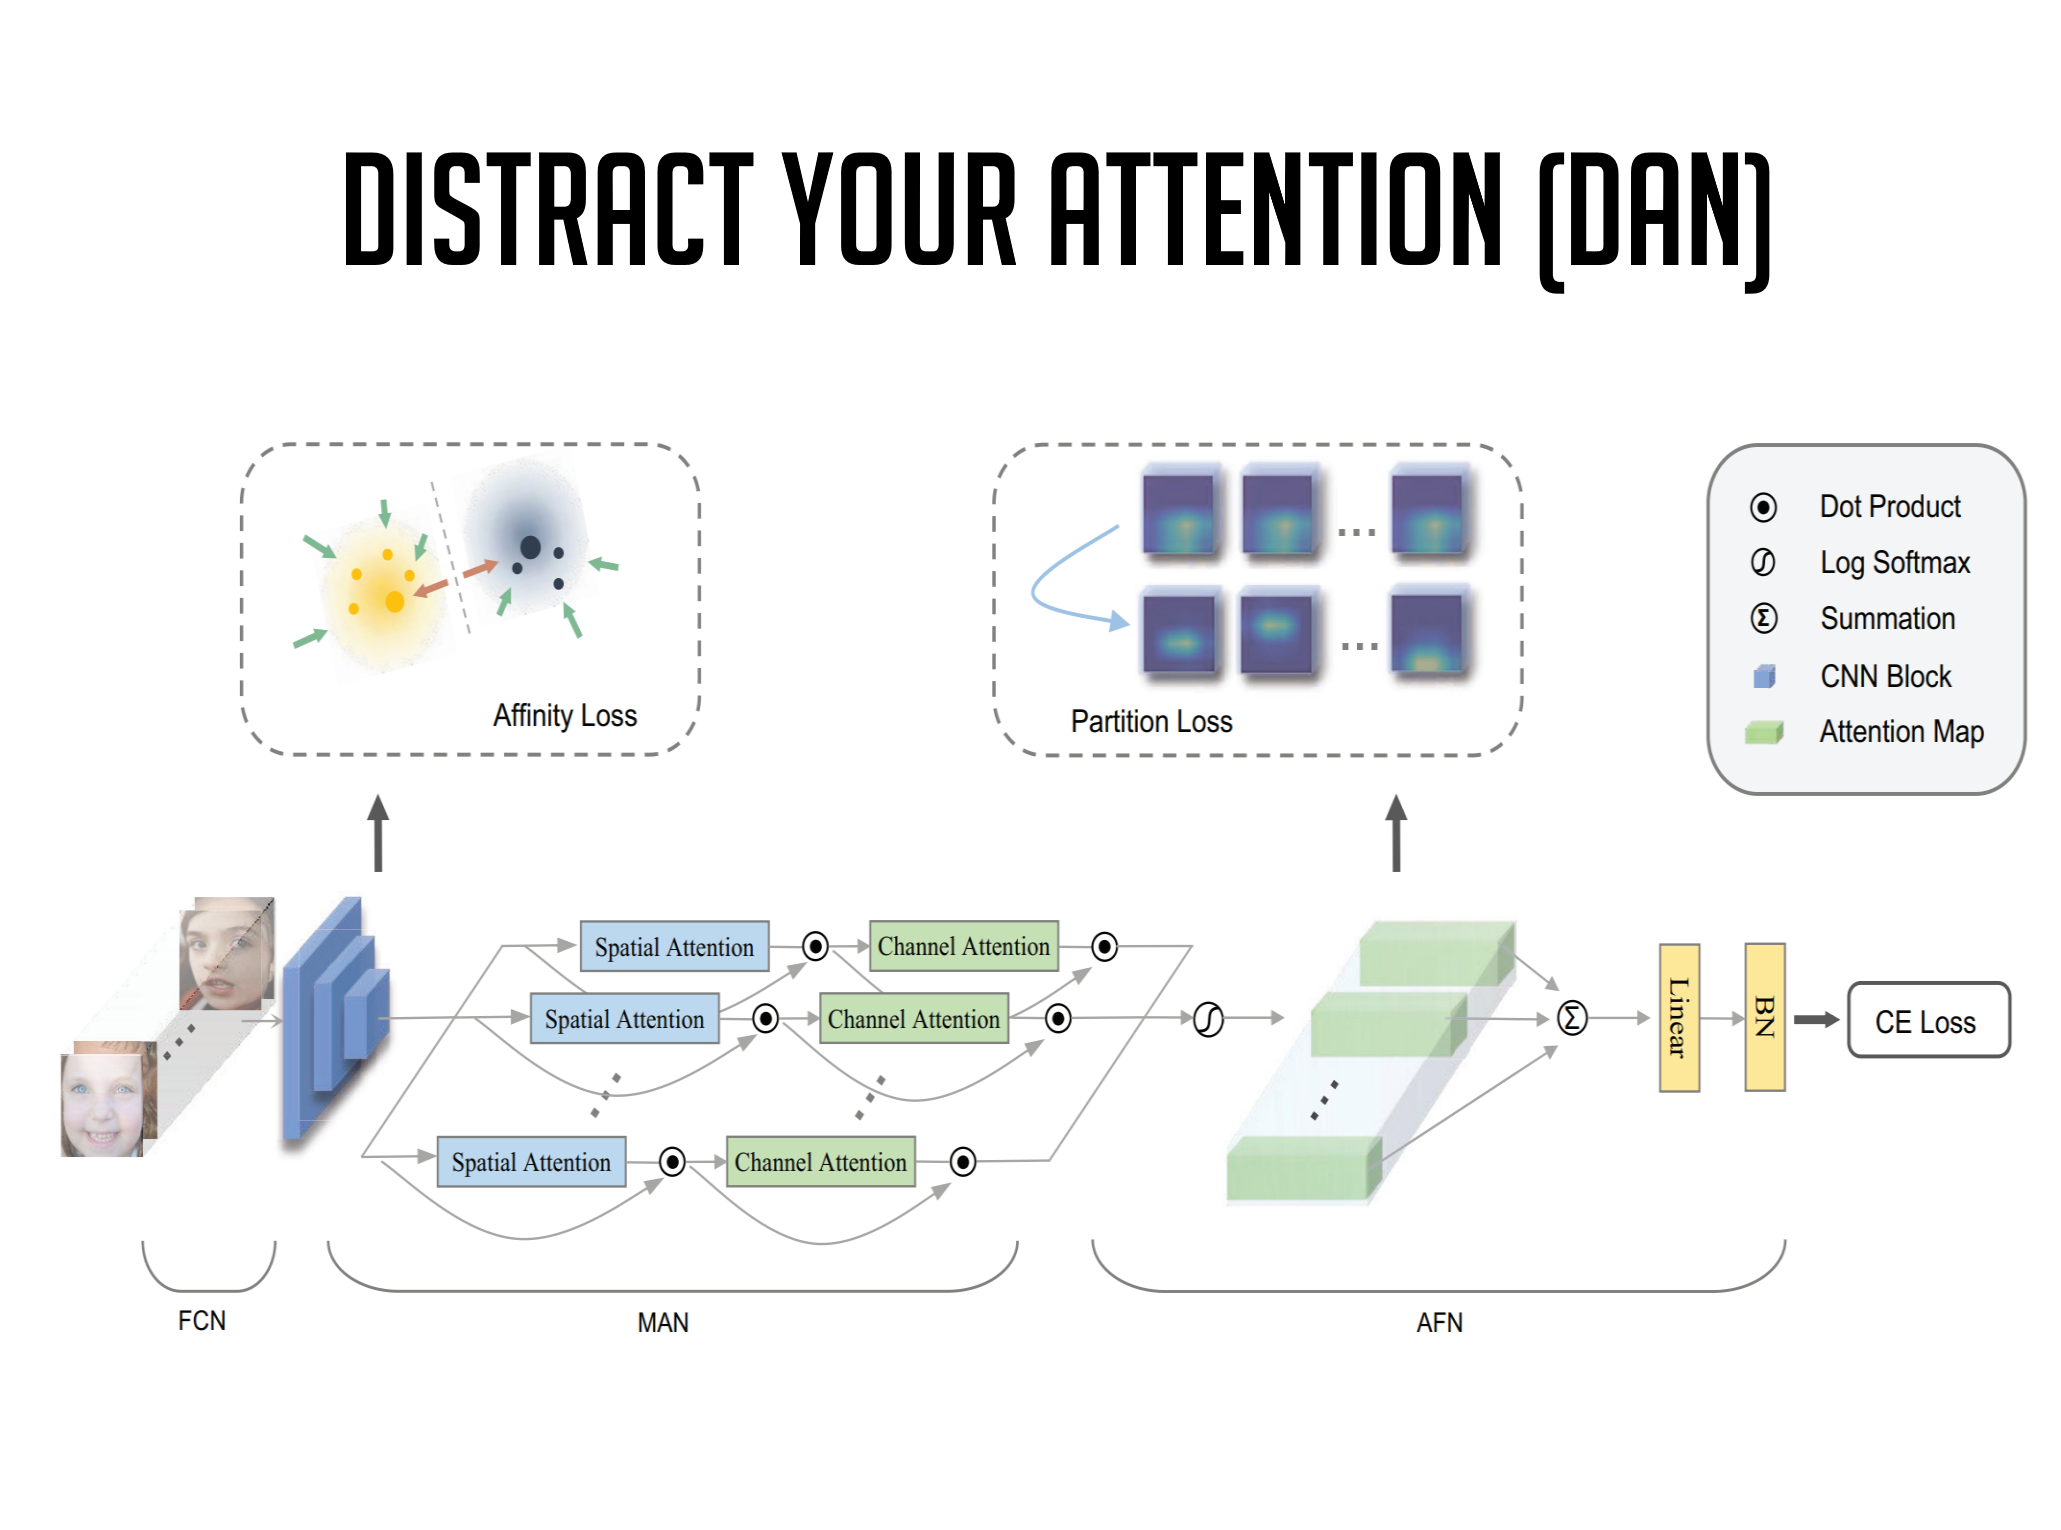 DISTRACT YOUR ATTENTION (DAN)
Affinity Loss
Partition Loss
Dot Product
Log Softmax
Σ Summation
CNN Block
Attention Map
Spatial Attention
Channel Attention
Spatial Attention
Channel Attention
Spatial Attention
Channel Attention
Σ
Linear
BN
CE Loss
FCN
MAN
AFN